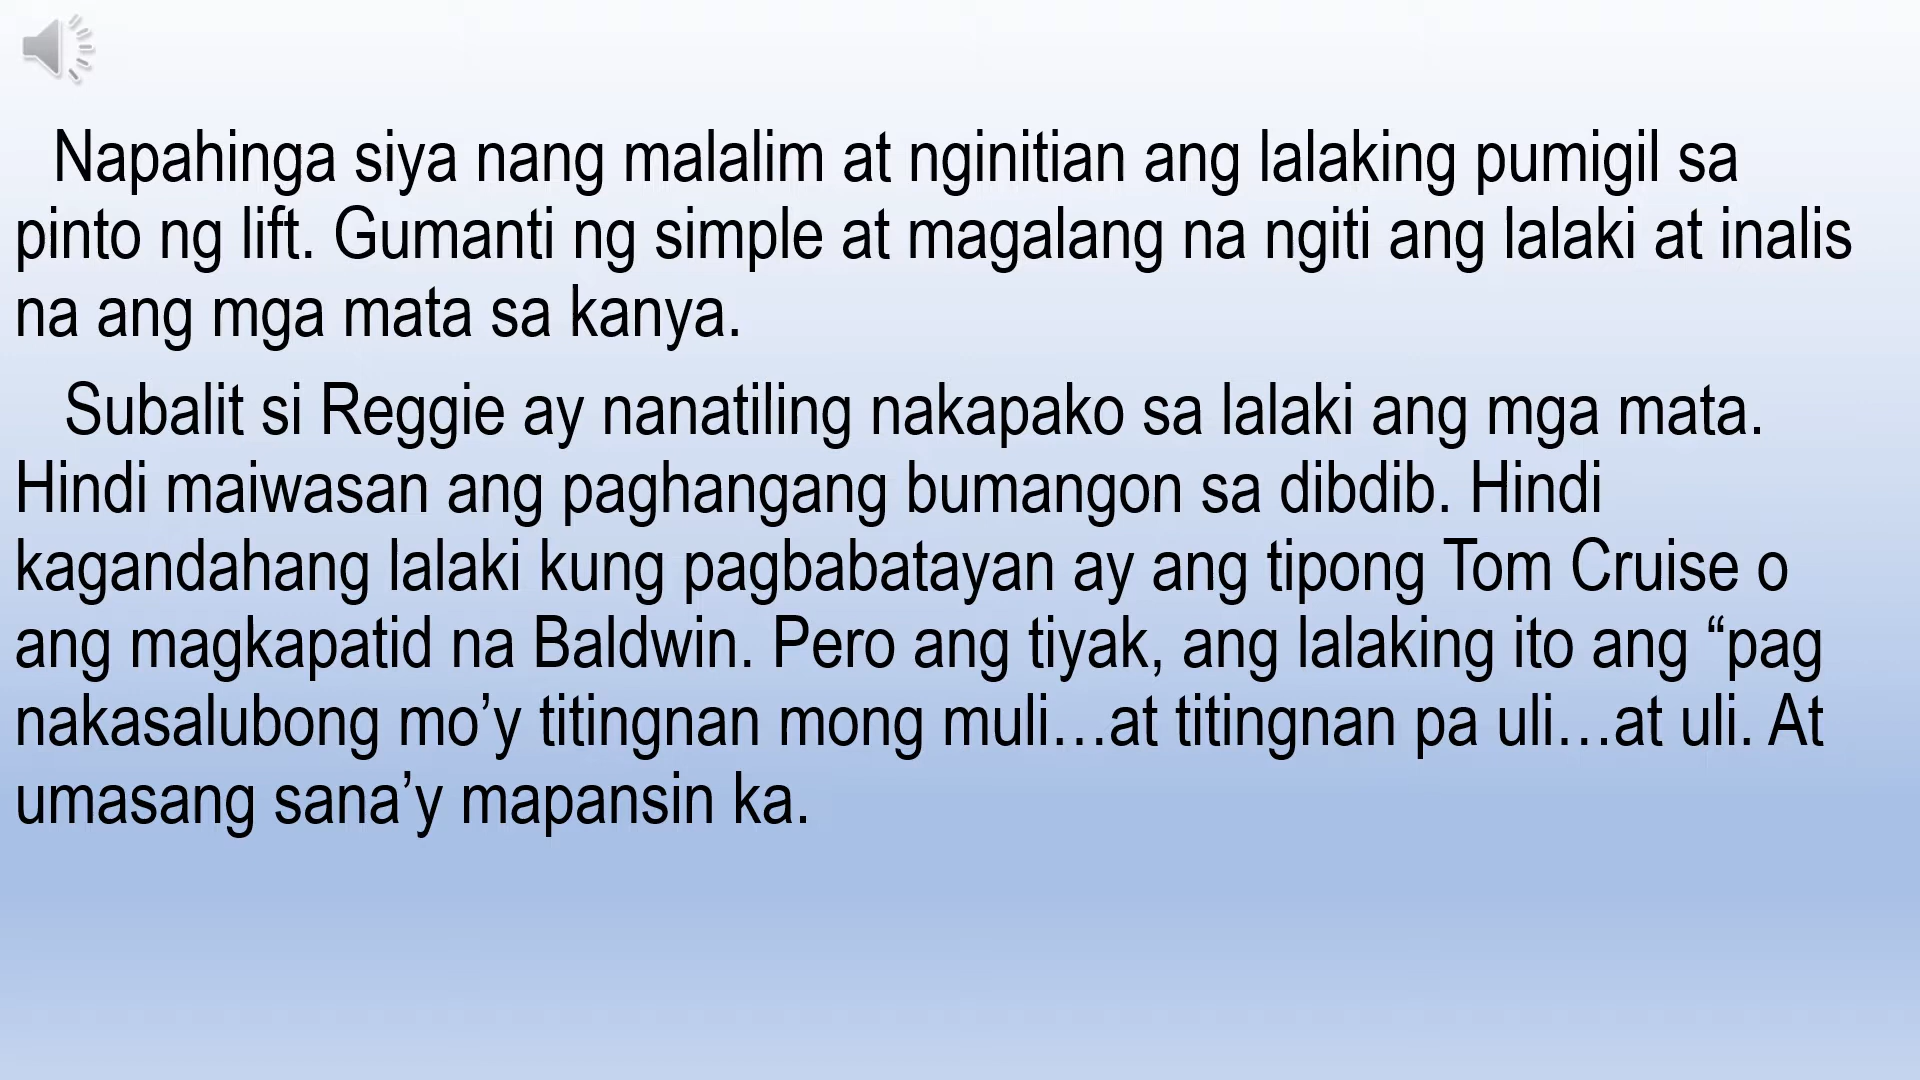 Napahinga siya nang malalim at nginitian ang lalaking pumigil sa
pinto ng lift. Gumanti ng simple at magalang na ngiti ang lalaki at inalis
na ang mga mata sa kanya.
Subalit si Reggie ay nanatiling nakapako sa lalaki ang mga mata.
Hindi maiwasan ang paghangang bumangon sa dibdib. Hindi
kagandahang lalaki kung pagbabatayan ay ang tipong Tom Cruise o
ang magkapatid na Baldwin. Pero ang tiyak, ang lalaking ito ang “pag
nakasalubong mo’y titingnan mong muli…at titingnan pa uli…at uli. At
umasang sana’y mapansin ka.